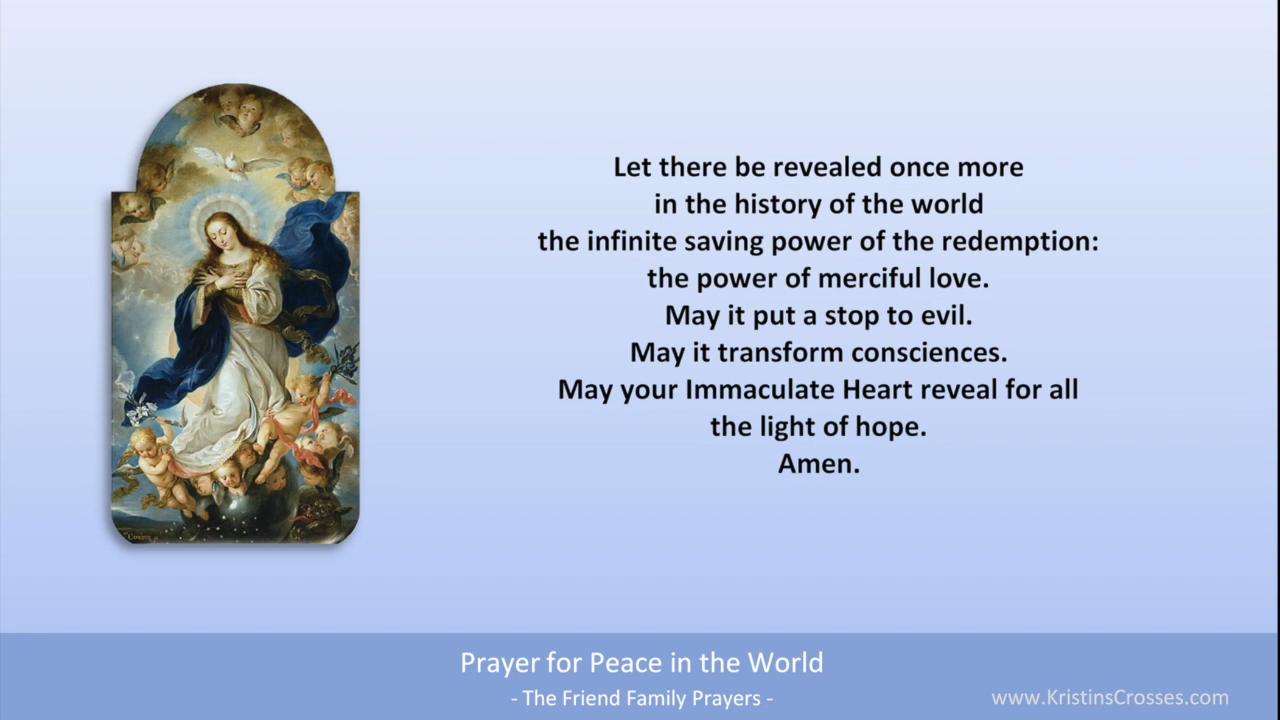 Let there be revealed once more
in the history of the world
the infinite saving power of the redemption:
the power of merciful love.
May it put a stop to evil.
May it transform consciences.
May your Immaculate Heart reveal for all
the light of hope.
Amen.
Prayer for Peace in the World
- The Friend Family Prayers -
www.KristinsCrosses.com